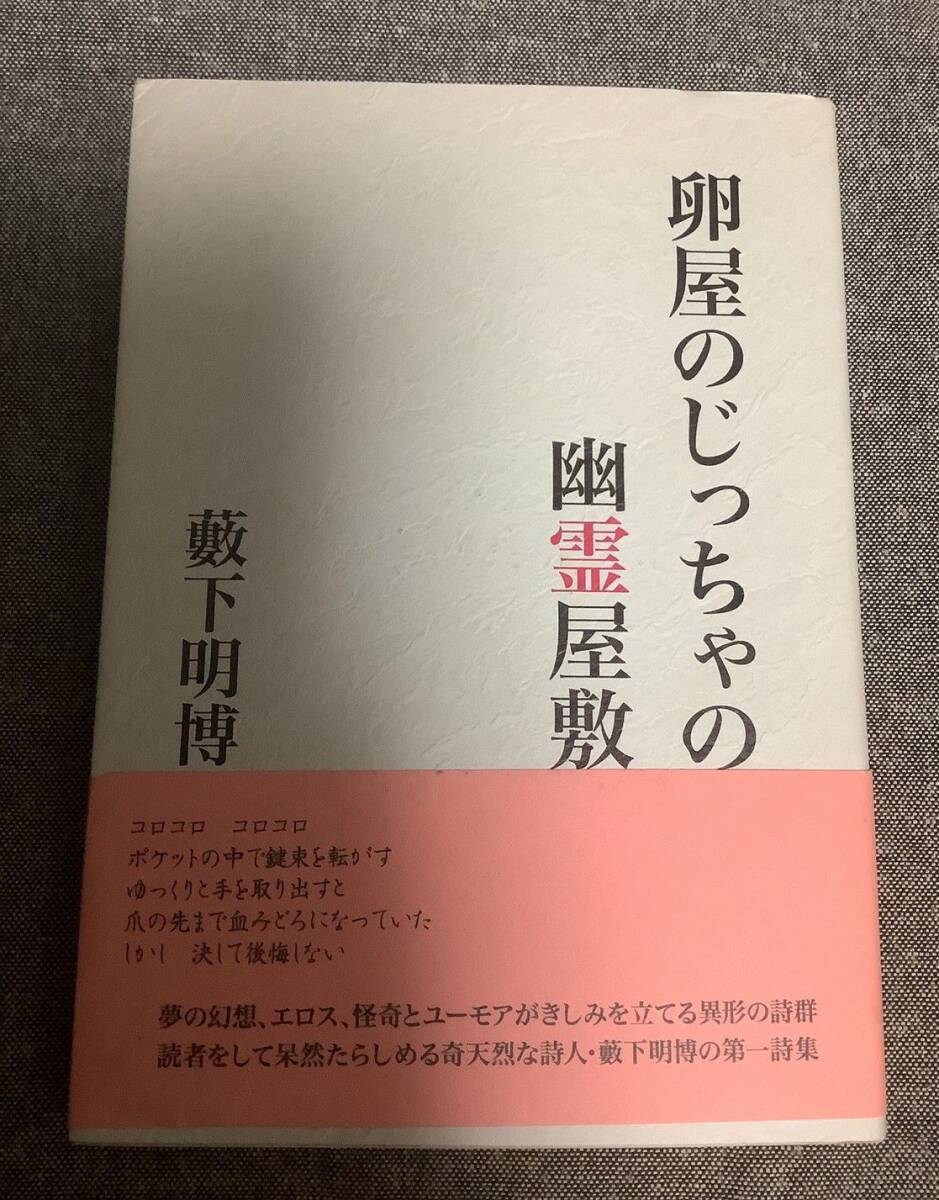 卵屋のじっちゃの
幽霊屋敷
藪下明博
コロコロ　コロコロ
ポケットの中で鍵束を転がす
ゆっくりと手を取り出すと
爪の先まで血みどろになっていた
しかし　決して後悔しない
夢の幻想、エロス、怪奇とユーモアがきしみを立てる異形の詩群
読者をして呆然たらしめる奇天烈な詩人・藪下明博の第一詩集